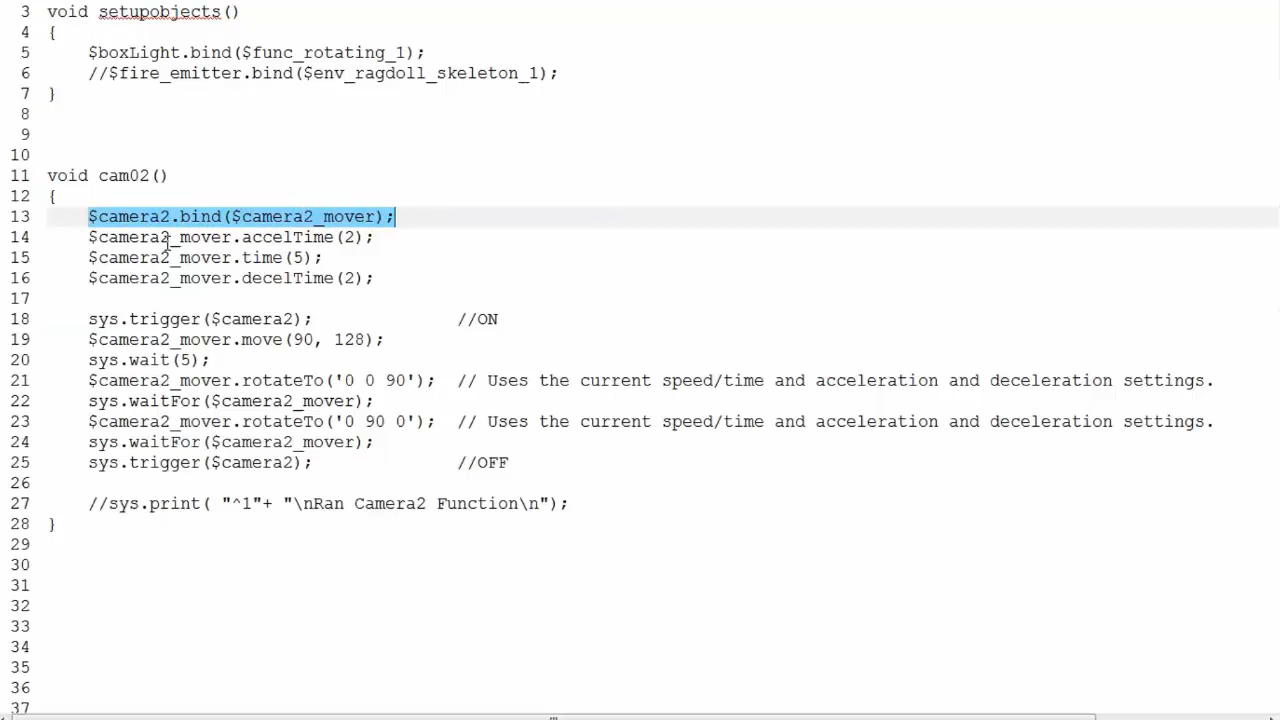 3 void setupobjects()
4 {
5 $boxLight.bind($func_rotating_1);
6 //$fire_emitter.bind($env_ragdoll_skeleton_1);
7 }
8
9
10
11 void cam02()
12 {
13 $camera2.bind($camera2_mover);
14 $camera2_mover.accelTime(2);
15 $camera2_mover.time(5);
16 $camera2_mover.decelTime(2);
17
18 sys.trigger($camera2); //ON
19 $camera2_mover.move(90, 128);
20 sys.wait(5);
21 $camera2_mover.rotateTo('0 0 90'); // Uses the current speed/time and acceleration and deceleration settings.
22 sys.waitFor($camera2_mover);
23 $camera2_mover.rotateTo('0 90 0'); // Uses the current speed/time and acceleration and deceleration settings.
24 sys.waitFor($camera2_mover);
25 sys.trigger($camera2); //OFF
26
27 //sys.print( "^1"+ "\nRan Camera2 Function\n");
28 }
29
30
31
32
33
34
35
36
37